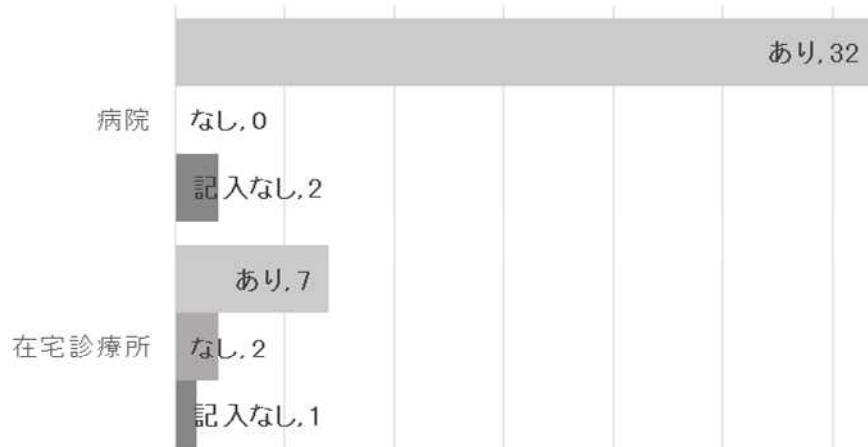 あり, 32
病院
なし, 0
記入なし, 2
あり, 7
在宅診療所
なし, 2
記入なし, 1